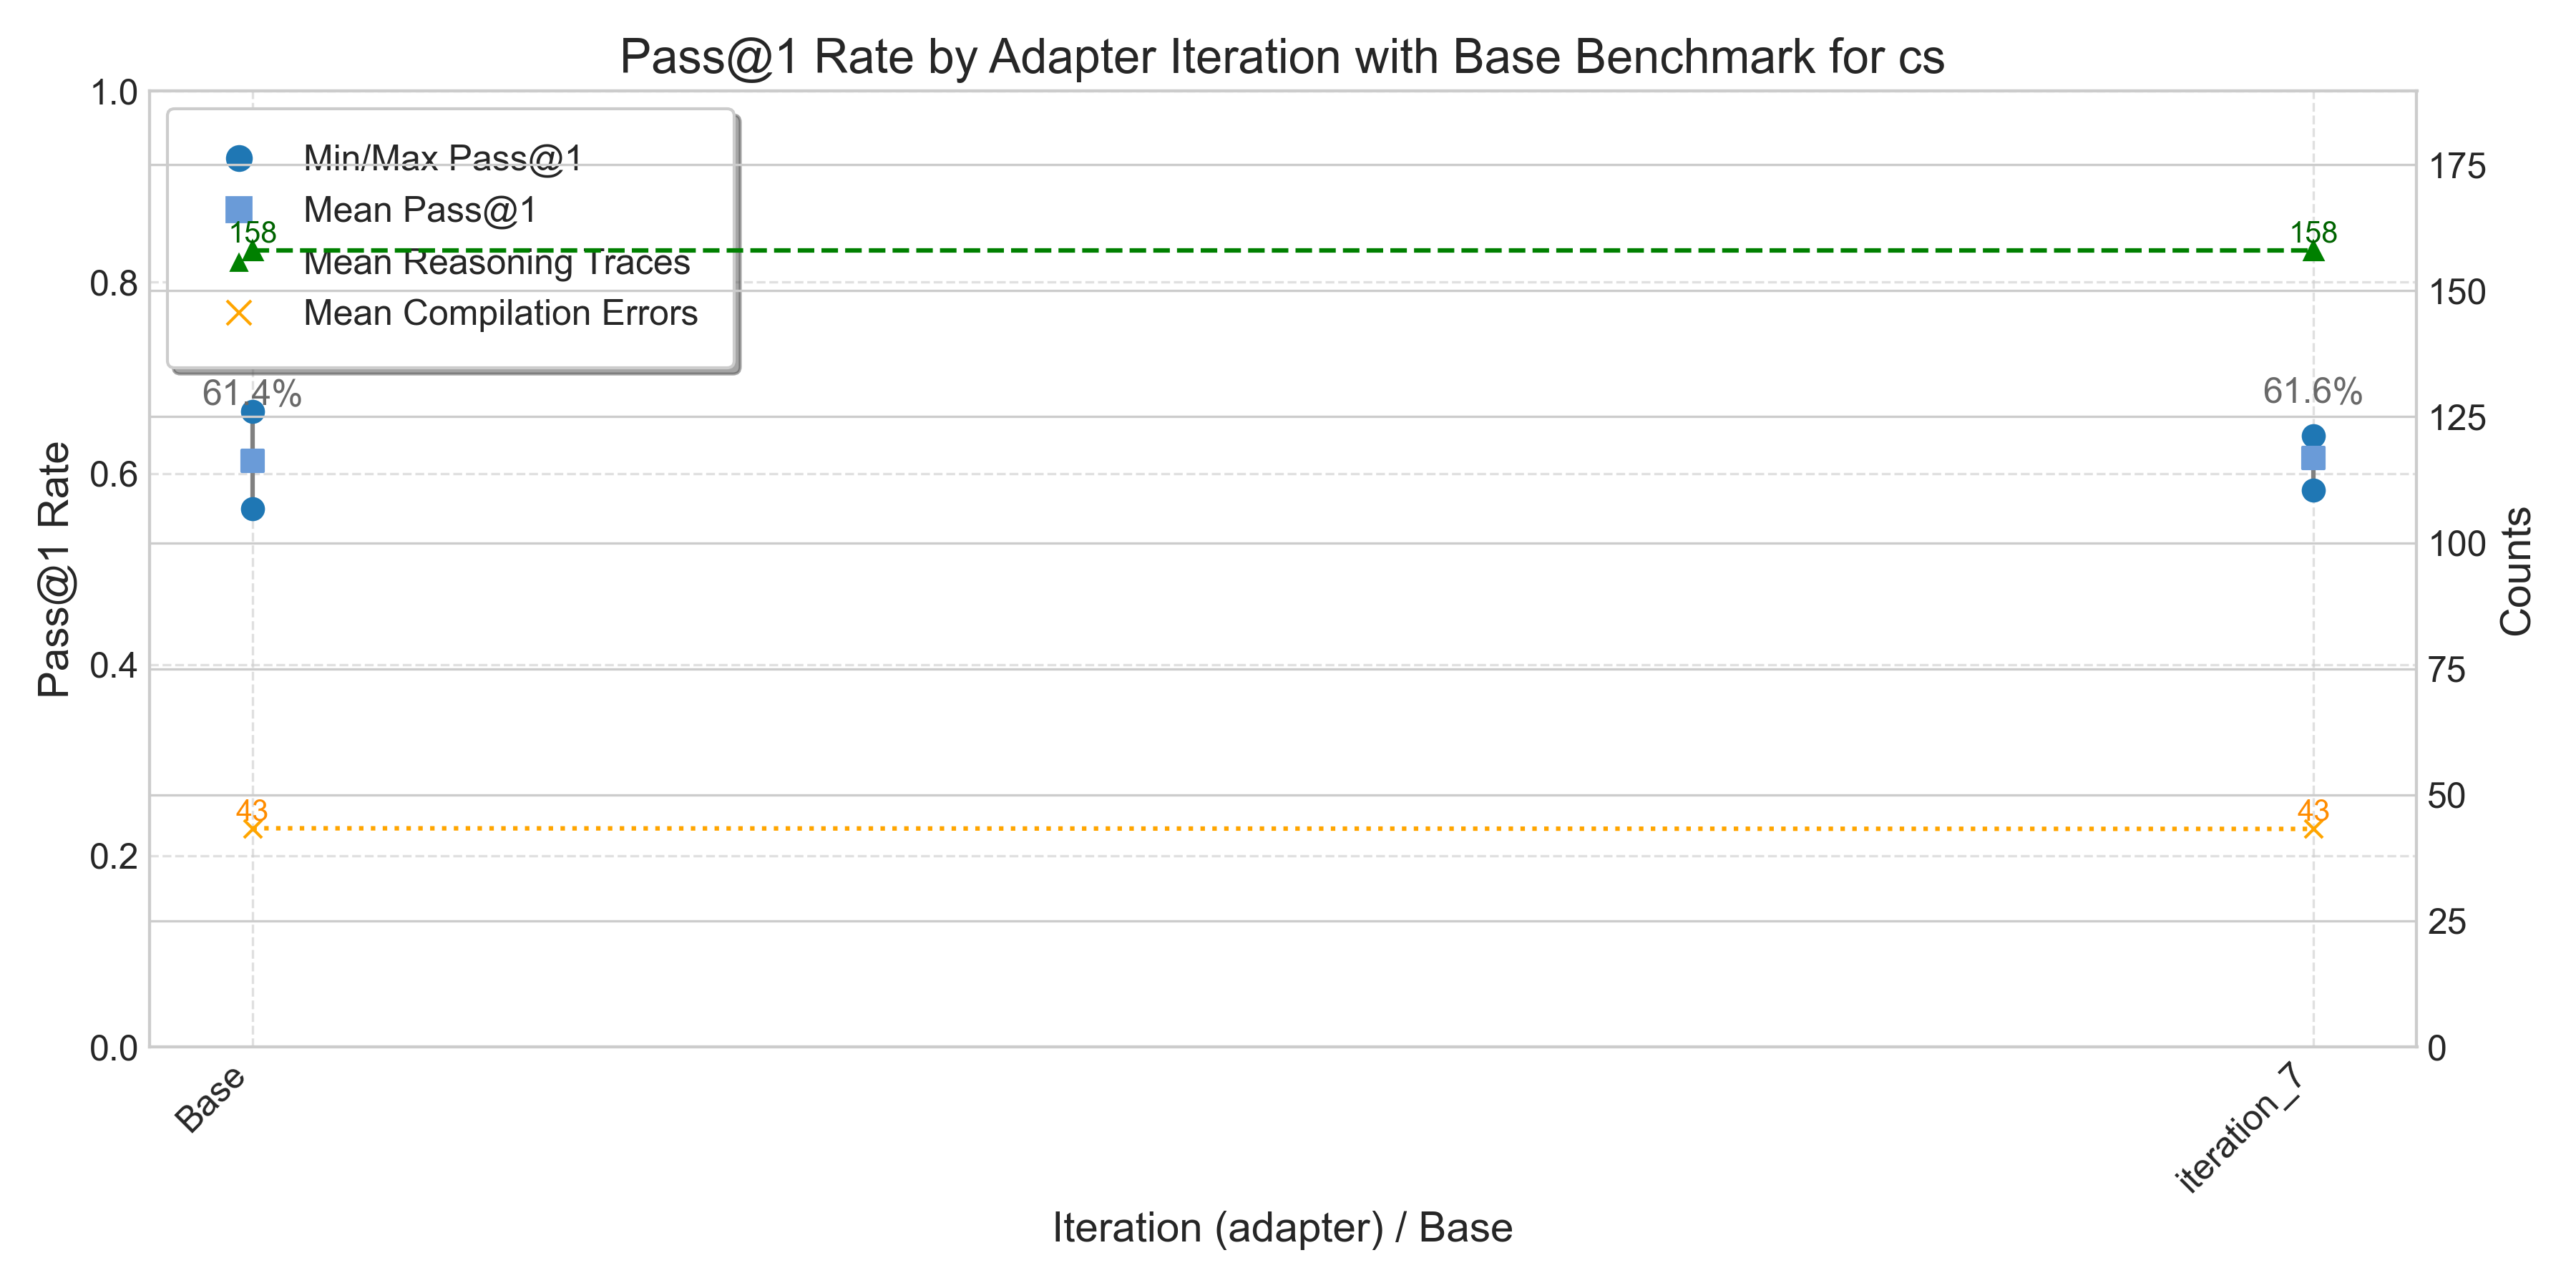 Pass@1 Rate by Adapter Iteration with Base Benchmark for cs
1.0
0.8
0.6
0.4
0.2
0.0
Pass@1 Rate
Min/Max Pass@1
Mean Pass@1
Mean Reasoning Traces
Mean Compilation Errors
158
158
61.4%
61.6%
43
43
175
150
125
100
75
50
25
0
Counts
Base
iteration_7
Iteration (adapter) / Base